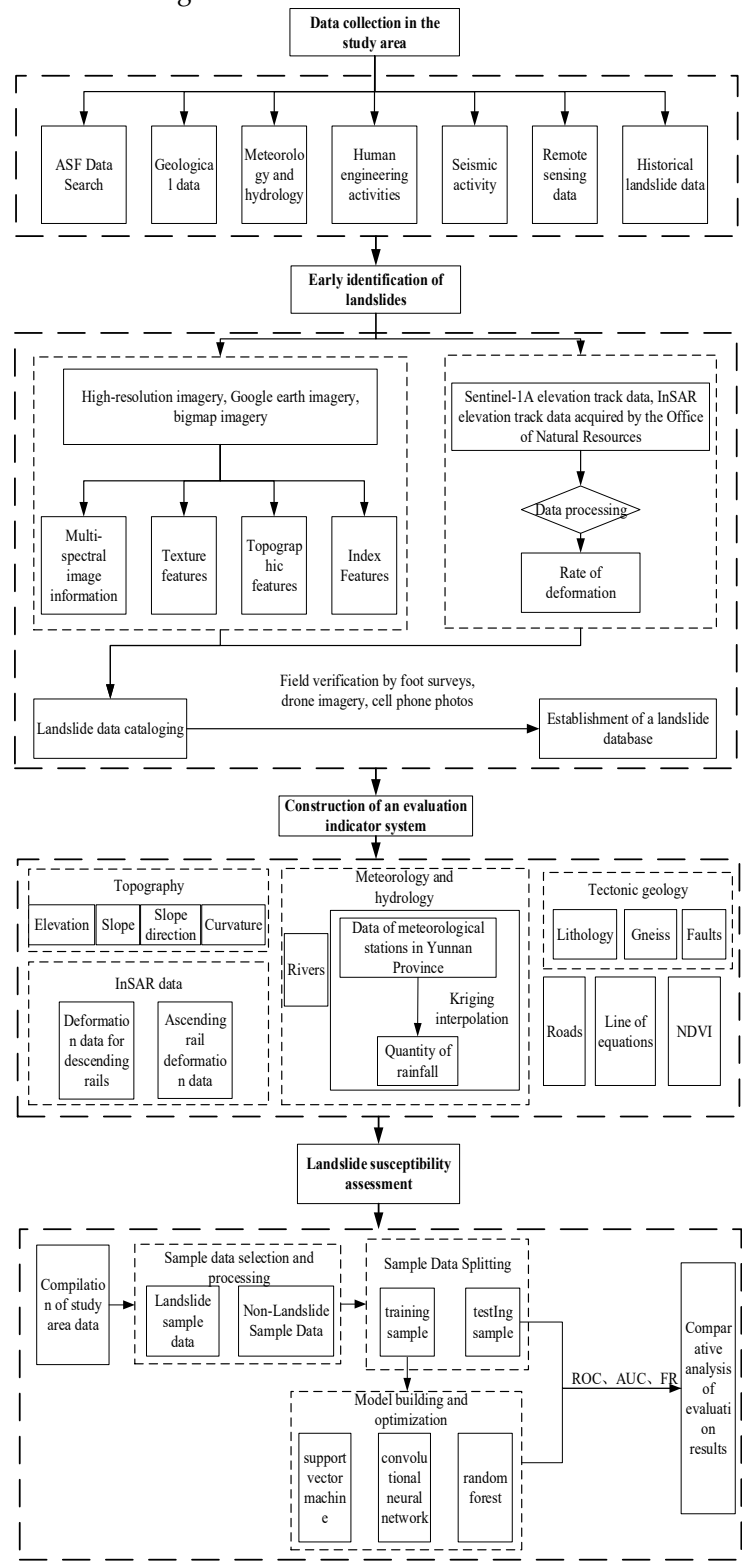 Data collection in the
study area
ASF Data
Search
Geologica
l data
Meteorolo
gy and
hydrology
Human
engineering
activities
Seismic
activity
Remote
sensing
data
Historical
landslide data
Early identification of
landslides
High-resolution imagery, Google earth imagery,
bigmap imagery
Multi-
spectral
image
information
Texture
features
Topograp
hic
features
Index
Features
Sentinel-1A elevation track data, InSAR
elevation track data acquired by the Office
of Natural Resources
Data processing
Rate of
deformation
Landslide data cataloging
Field verification by foot surveys,
drone imagery, cell phone photos
Establishment of a landslide
database
Construction of an evaluation
indicator system
Topography
Elevation
Slope
Slope
direction
Curvature
InSAR data
Deformatio
n data for
descending
rails
Ascending
rail
deformatio
n data
Meteorology and
hydrology
Rivers
Data of meteorological
stations in Yunnan
Province
Kriging
interpolation
Quantity of
rainfall
Tectonic geology
Lithology
Gneiss
Faults
Roads
Line of
equations
NDVI
Landslide susceptibility
assessment
Compilatio
n of study
area data
Sample data selection and
processing
Landslide
sample
data
Non-Landslide
Sample Data
Sample Data Splitting
training
sample
testIng
sample
Model building and
optimization
support
vector
machin
e
convolu
tional
neural
network
random
forest
ROC、AUC、FR
Compar
ative
analysis
of
evaluati
on
results